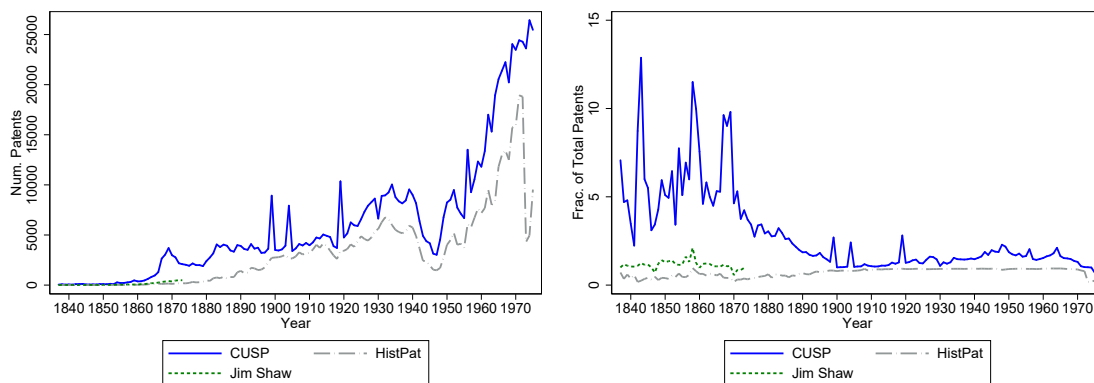 Num. Patents
25000
20000
15000
10000
5000
0
1840 1850 1860 1870 1880 1890 1900 1910 1920 1930 1940 1950 1960 1970
Year
CUSP HistPat
Jim Shaw
Frac. of Total Patents
15
10
5
0
1840 1850 1860 1870 1880 1890 1900 1910 1920 1930 1940 1950 1960 1970
Year
CUSP HistPat
Jim Shaw